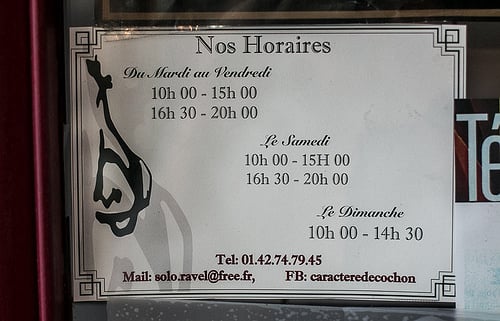 Nos Horaires
Du Mardi au Vendredi
10h 00 - 15h 00
16h 30 - 20h 00
Le Samedi
10h 00 - 15H 00
16h 30 - 20h 00
Le Dimanche
10h 00 - 14h 30
Tel: 01.42.74.79.45
Mail: solo.ravel@free.fr, FB: caracteredecochon
Té